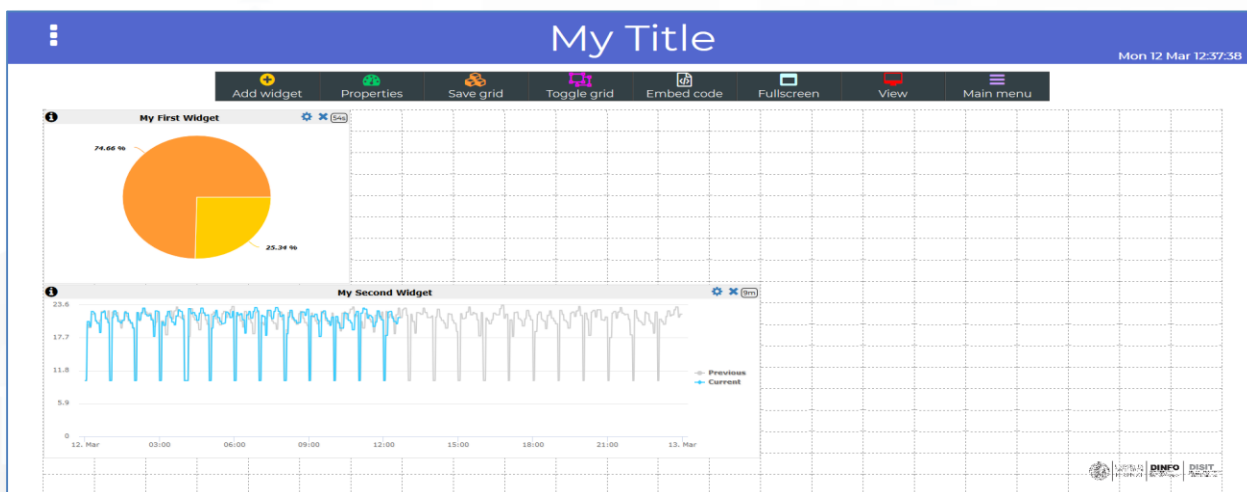 My Title
Mon 12 Mar 12:37:38
Add widget Properties Save grid Toggle grid Embed code Fullscreen View Main menu
My First Widget 54s
74.66 %
25.34 %
My Second Widget 9m
23.6
17.7
11.8
5.9
0
Previous
Current
12. Mar 03:00 06:00 09:00 12:00 15:00 18:00 21:00 13. Mar
DINFO DISIT